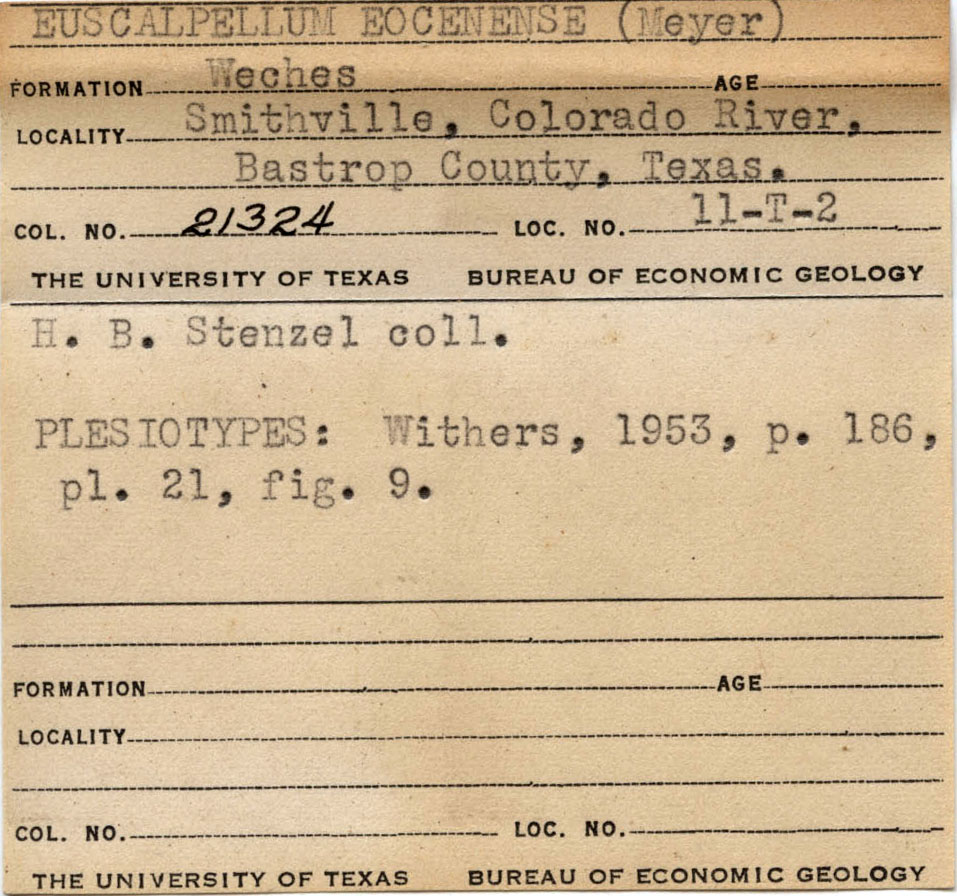 EUSCALPELLUM EOCENENSE (Meyer)
FORMATION Weches AGE
LOCALITY Smithville, Colorado River,
Bastrop County, Texas.
COL. NO. 21324 LOC. NO. 11-T-2
THE UNIVERSITY OF TEXAS BUREAU OF ECONOMIC GEOLOGY
H. B. Stenzel coll.
PLESIOTYPES: Withers, 1953, p. 186,
pl. 21, fig. 9.
FORMATION AGE
LOCALITY
COL. NO. LOC. NO.
THE UNIVERSITY OF TEXAS BUREAU OF ECONOMIC GEOLOGY